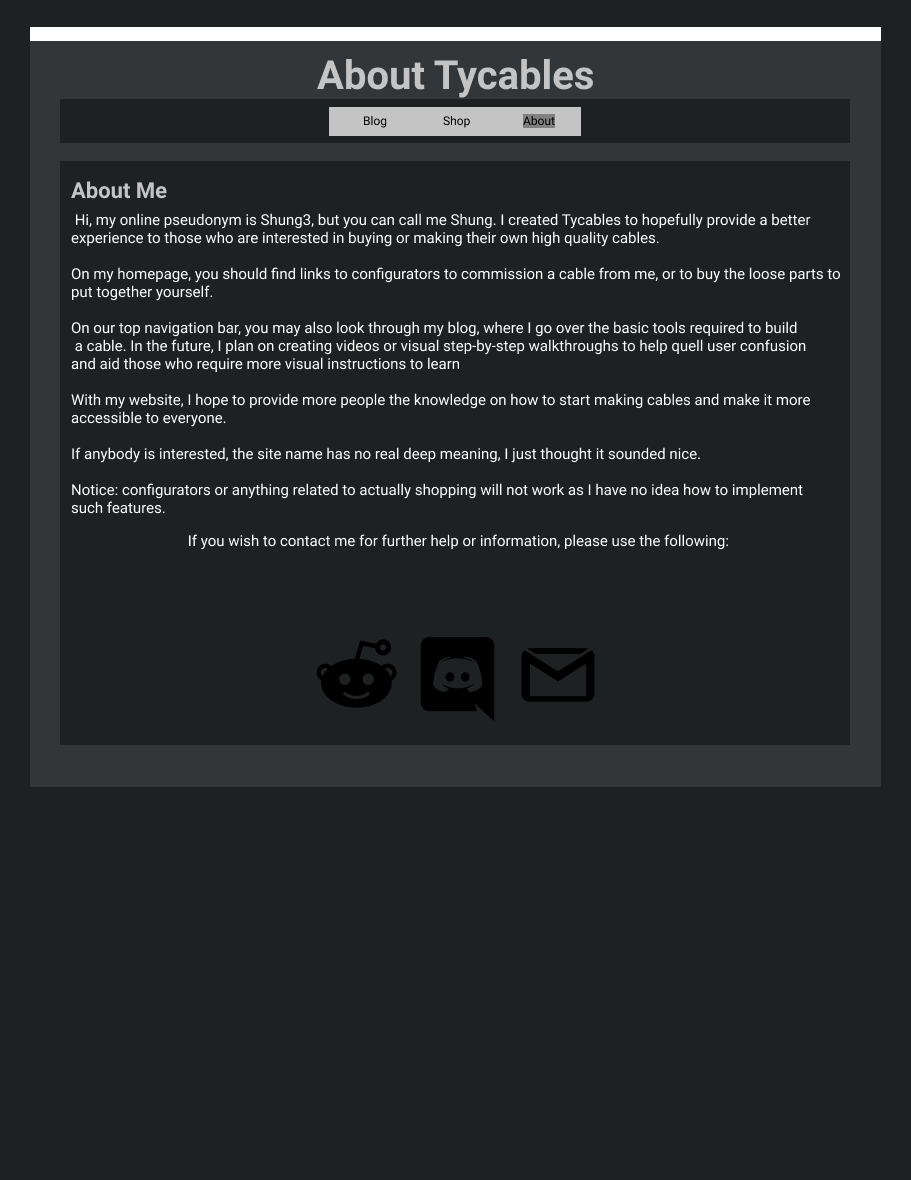 About Tycables
Blog Shop About
About Me
Hi, my online pseudonym is Shung3, but you can call me Shung. I created Tycables to hopefully provide a better
experience to those who are interested in buying or making their own high quality cables.
On my homepage, you should find links to configurators to commission a cable from me, or to buy the loose parts to
put together yourself.
On our top navigation bar, you may also look through my blog, where I go over the basic tools required to build
a cable. In the future, I plan on creating videos or visual step-by-step walkthroughs to help quell user confusion
and aid those who require more visual instructions to learn
With my website, I hope to provide more people the knowledge on how to start making cables and make it more
accessible to everyone.
If anybody is interested, the site name has no real deep meaning, I just thought it sounded nice.
Notice: configurators or anything related to actually shopping will not work as I have no idea how to implement
such features.
If you wish to contact me for further help or information, please use the following: